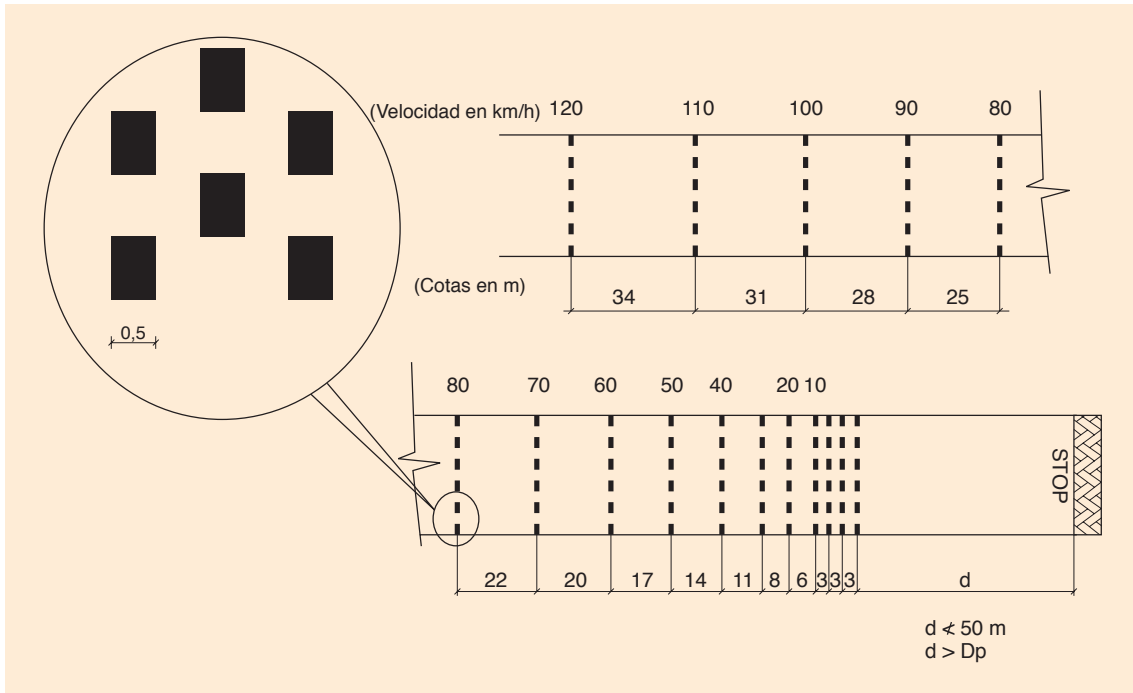 (Velocidad en km/h) 120 110 100 90 80
(Cotas en m)
34 31 28 25
0,5
80 70 60 50 40 20 10
STOP
22 20 17 14 11 8 6 3 3 3 d
d ≮ 50 m
d > Dp